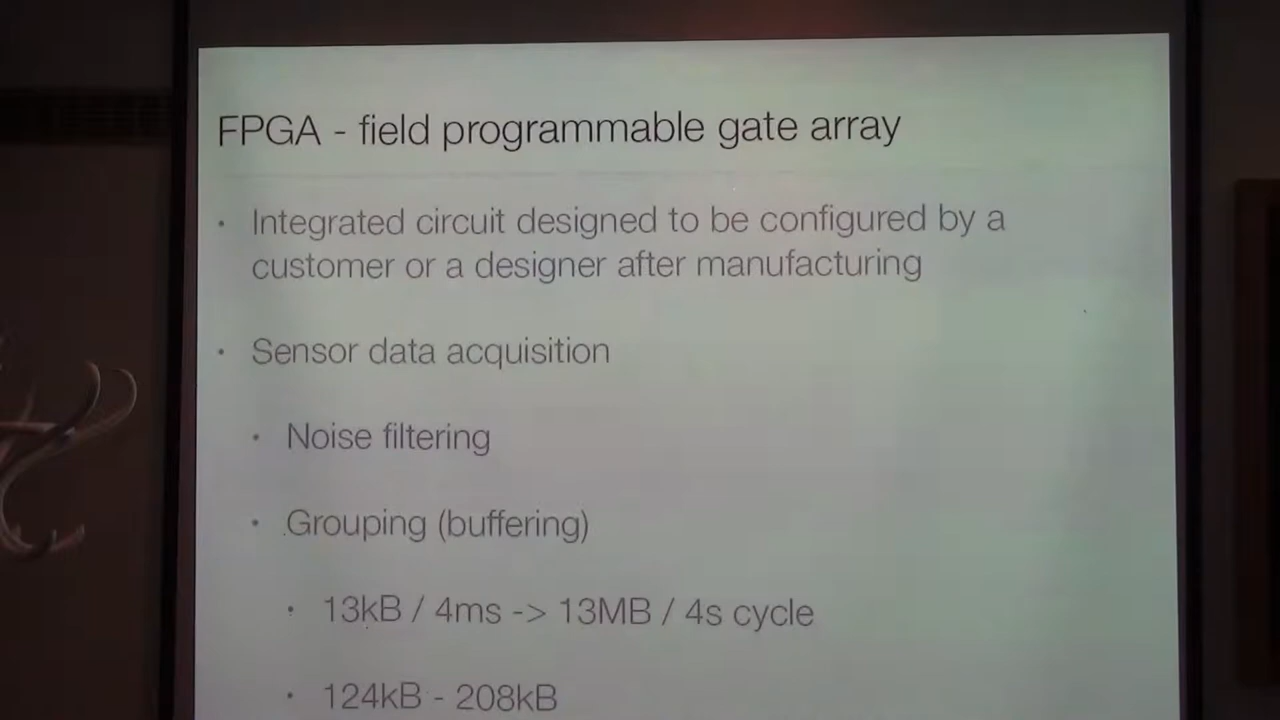 FPGA - field programmable gate array
• Integrated circuit designed to be configured by a
customer or a designer after manufacturing
• Sensor data acquisition
• Noise filtering
• Grouping (buffering)
• 13kB / 4ms -> 13MB / 4s cycle
• 124kB - 208kB